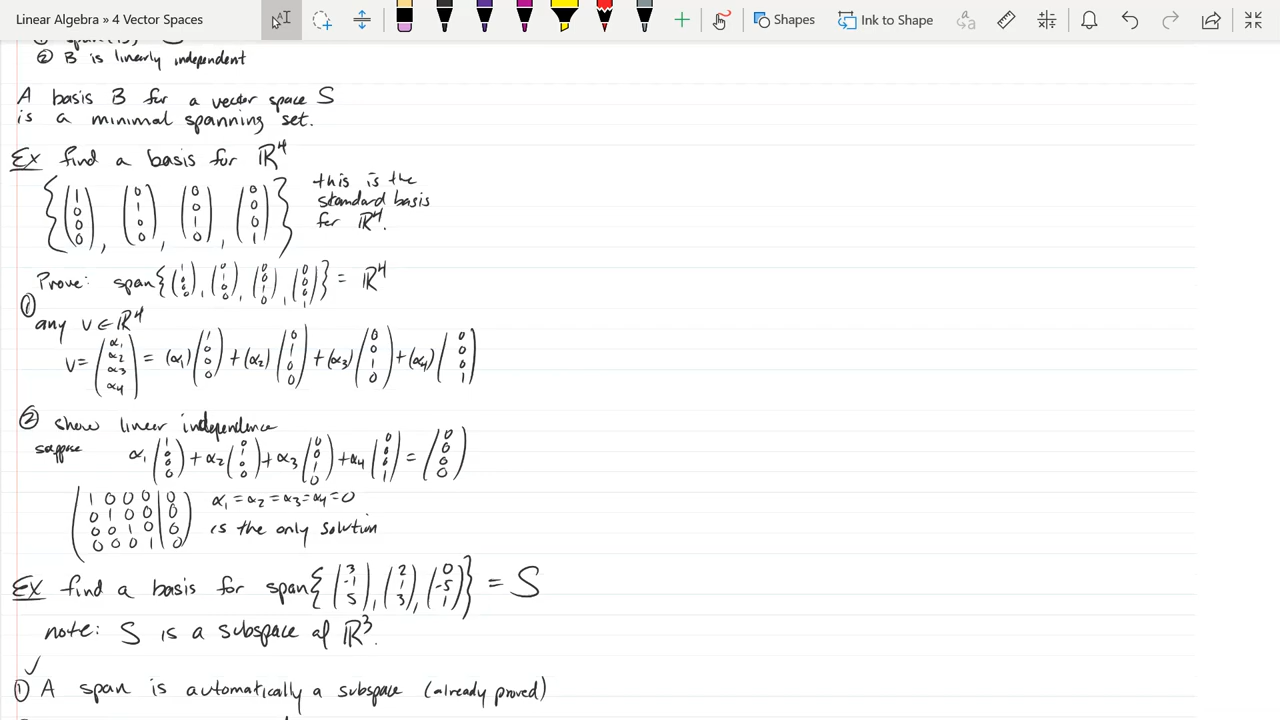 Linear Algebra » 4 Vector Spaces
Shapes
Ink to Shape
② B is linearly independent
A basis B for a vector space S
is a minimal spanning set.
Ex find a basis for ℝ⁴
{(1 0 0 0), (0 1 0 0), (0 0 1 0), (0 0 0 1)}
this is the
standard basis
for ℝ⁴.
Prove: span{(1 0 0 0), (0 1 0 0), (0 0 1 0), (0 0 0 1)} = ℝ⁴
①
any v ∈ ℝ⁴
v = (α₁ α₂ α₃ α₄) = (α₁)(1 0 0 0) + (α₂)(0 1 0 0) + (α₃)(0 0 1 0) + (α₄)(0 0 0 1)
② show linear independence
suppose α₁(1 0 0 0) + α₂(0 1 0 0) + α₃(0 0 1 0) + α₄(0 0 0 1) = (0 0 0 0)
1 0 0 0 | 0
0 1 0 0 | 0
0 0 1 0 | 0
0 0 0 1 | 0
α₁ = α₂ = α₃ = α₄ = 0
is the only solution
Ex find a basis for span{(3 -1 5), (2 1 3), (0 -5 1)} = S
note: S is a subspace of ℝ³.
✓
① A span is automatically a subspace (already proved)